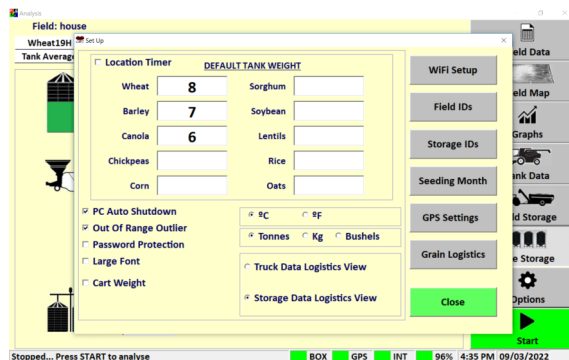 Analysis
Field: house
Wheat19H
Tank Average
Set Up
Location Timer
DEFAULT TANK WEIGHT
Wheat 8 Sorghum
Barley 7 Soybean
Canola 6 Lentils
Chickpeas Rice
Corn Oats
PC Auto Shutdown
Out Of Range Outlier
Password Protection
Large Font
Cart Weight
ºC ºF
Tonnes Kg Bushels
Truck Data Logistics View
Storage Data Logistics View
WiFi Setup
Field IDs
Storage IDs
Seeding Month
GPS Settings
Grain Logistics
Close
eld Data
eld Map
Graphs
ank Data
ld Storage
e Storage
Options
Start
Stopped... Press START to analyse BOX GPS INT 96% 4:35 PM 09/03/2022